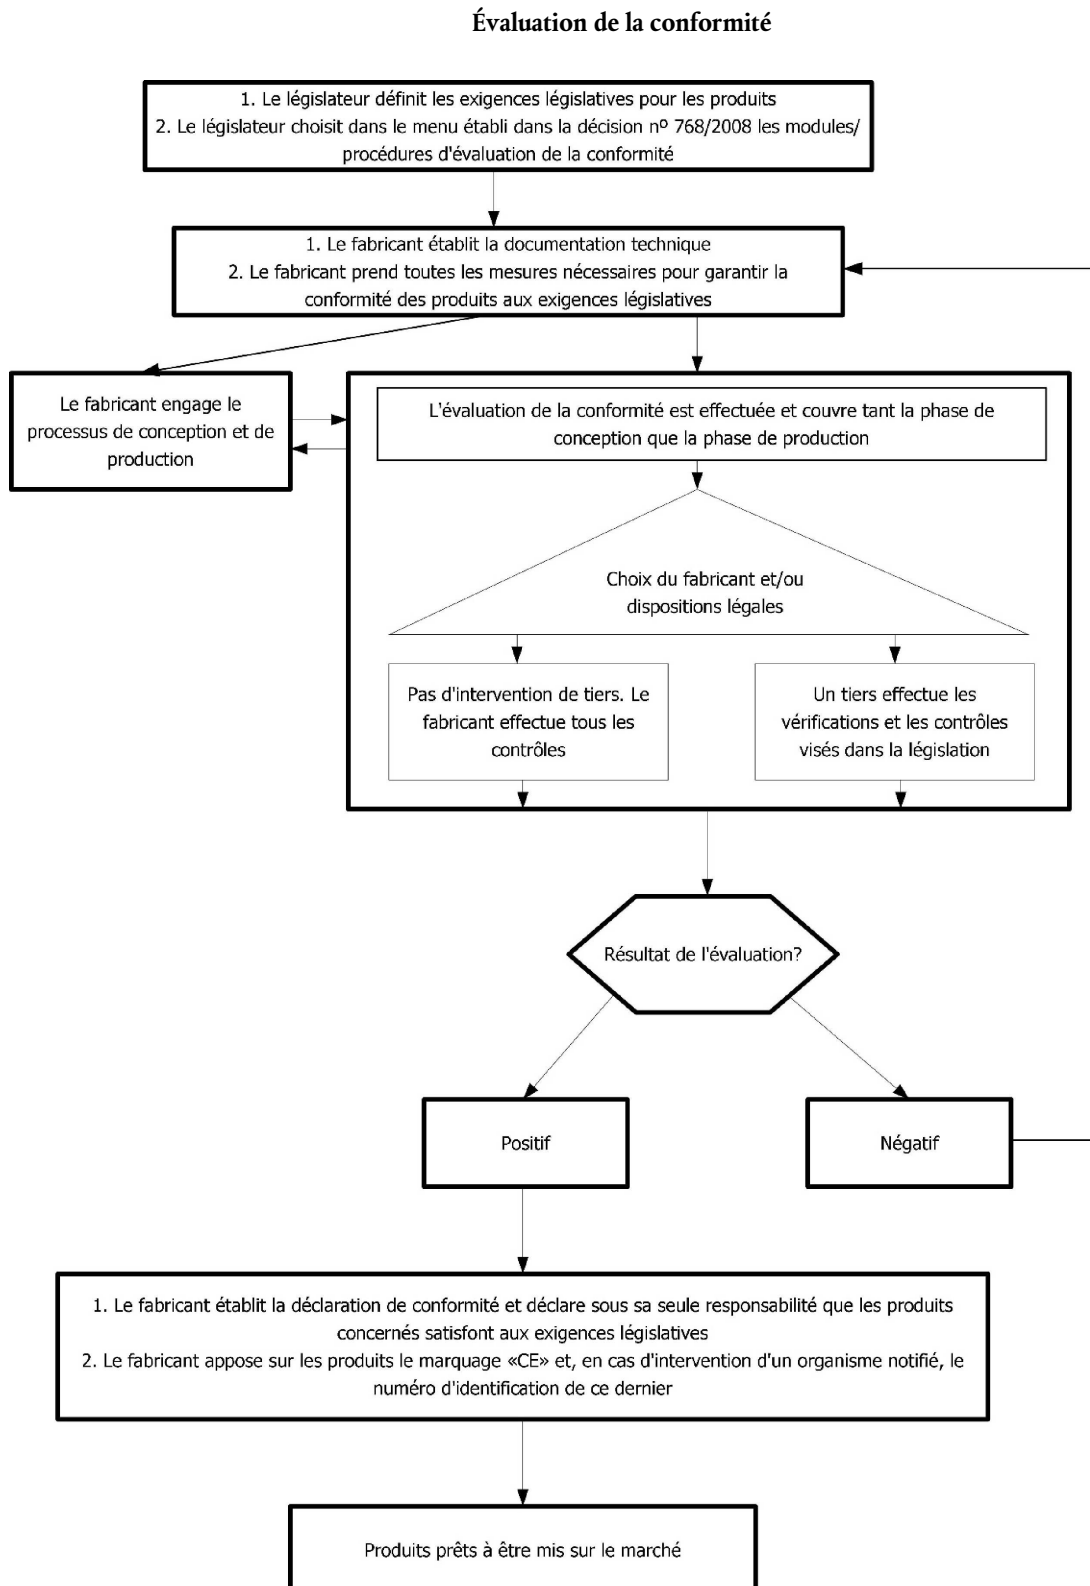 Évaluation de la conformité
1. Le législateur définit les exigences législatives pour les produits
2. Le législateur choisit dans le menu établi dans la décision nº 768/2008 les modules/
procédures d'évaluation de la conformité
1. Le fabricant établit la documentation technique
2. Le fabricant prend toutes les mesures nécessaires pour garantir la
conformité des produits aux exigences législatives
Le fabricant engage le
processus de conception et de
production
L'évaluation de la conformité est effectuée et couvre tant la phase de
conception que la phase de production
Choix du fabricant et/ou
dispositions légales
Pas d'intervention de tiers. Le
fabricant effectue tous les
contrôles
Un tiers effectue les
vérifications et les contrôles
visés dans la législation
Résultat de l'évaluation?
Positif
Négatif
1. Le fabricant établit la déclaration de conformité et déclare sous sa seule responsabilité que les produits
concernés satisfont aux exigences législatives
2. Le fabricant appose sur les produits le marquage «CE» et, en cas d'intervention d'un organisme notifié, le
numéro d'identification de ce dernier
Produits prêts à être mis sur le marché